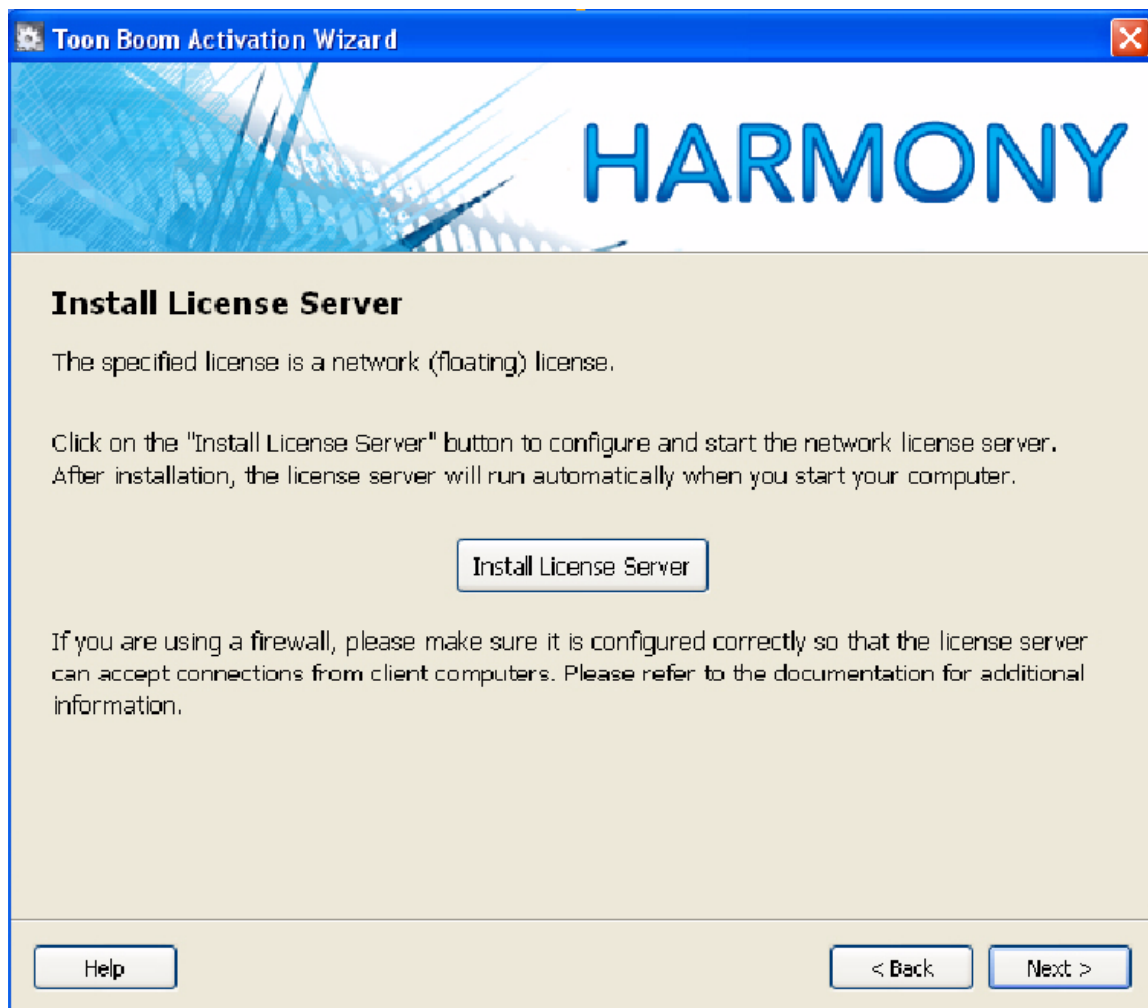 Toon Boom Activation Wizard
HARMONY
Install License Server
The specified license is a network (floating) license.
Click on the "Install License Server" button to configure and start the network license server.
After installation, the license server will run automatically when you start your computer.
Install License Server
If you are using a firewall, please make sure it is configured correctly so that the license server
can accept connections from client computers. Please refer to the documentation for additional
information.
Help
< Back
Next >